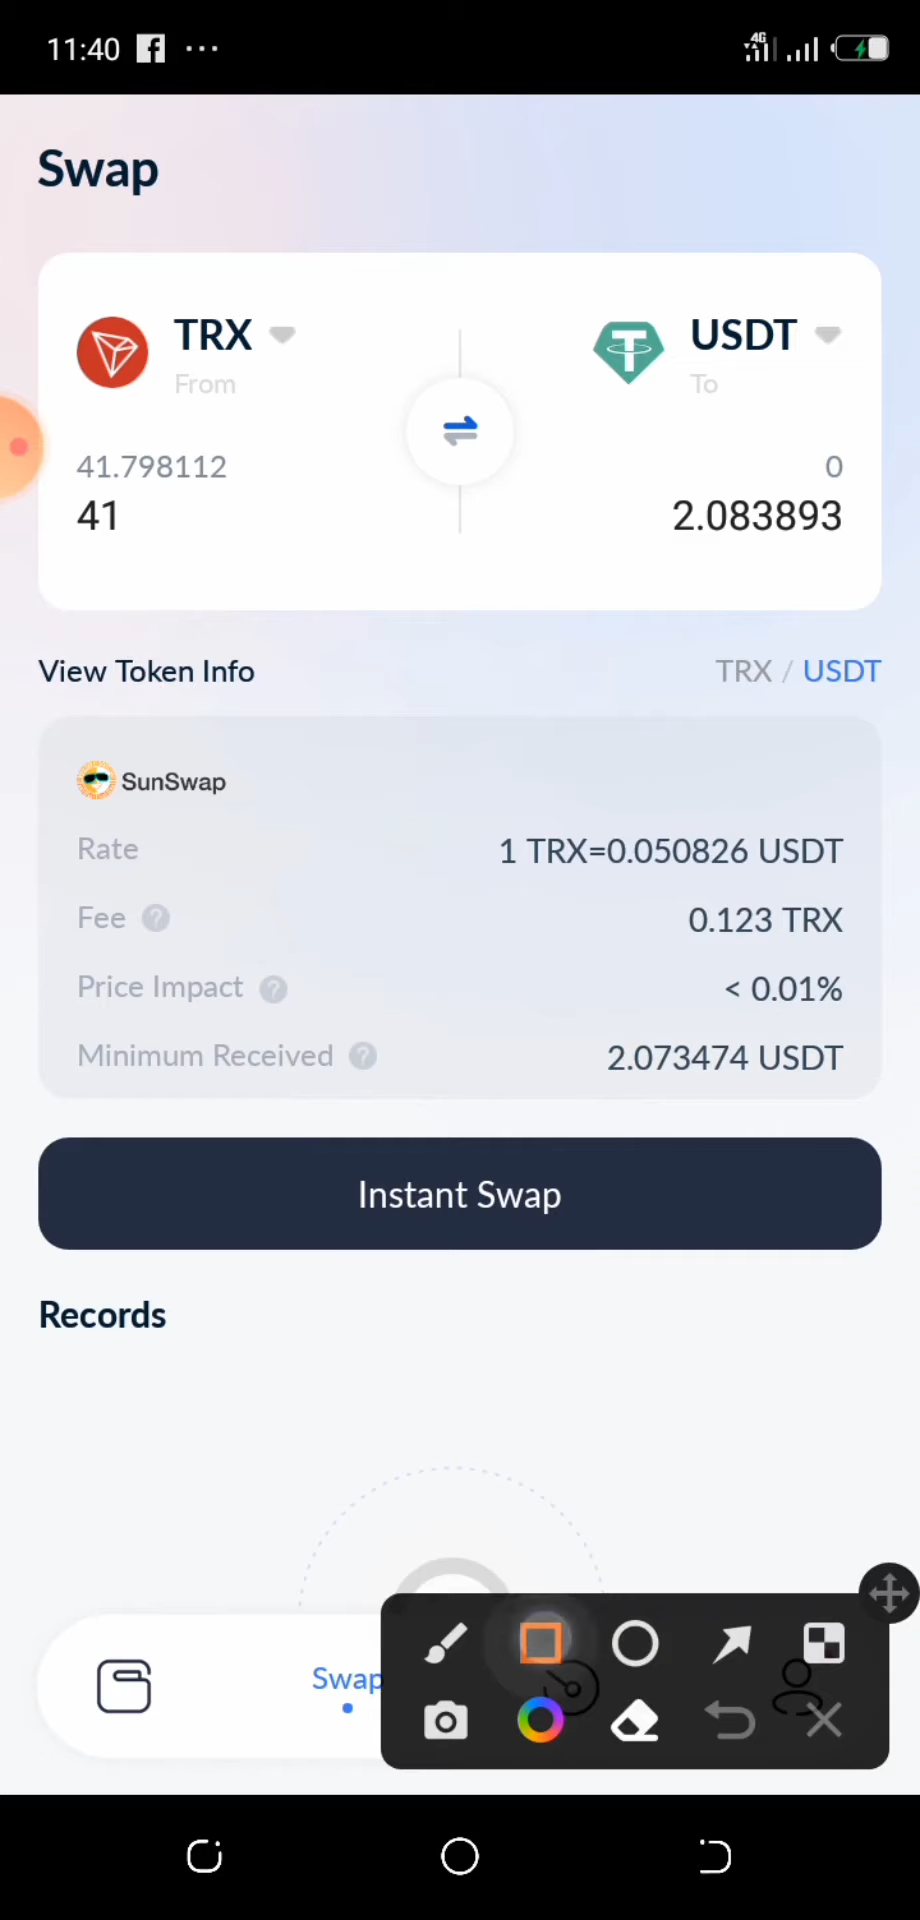 11:40
4G
Swap
TRX
From
USDT
To
41.798112
0
41
2.083893
View Token Info
TRX / USDT
SunSwap
Rate
1 TRX=0.050826 USDT
Fee ?
0.123 TRX
Price Impact ?
< 0.01%
Minimum Received ?
2.073474 USDT
Instant Swap
Records
Swap